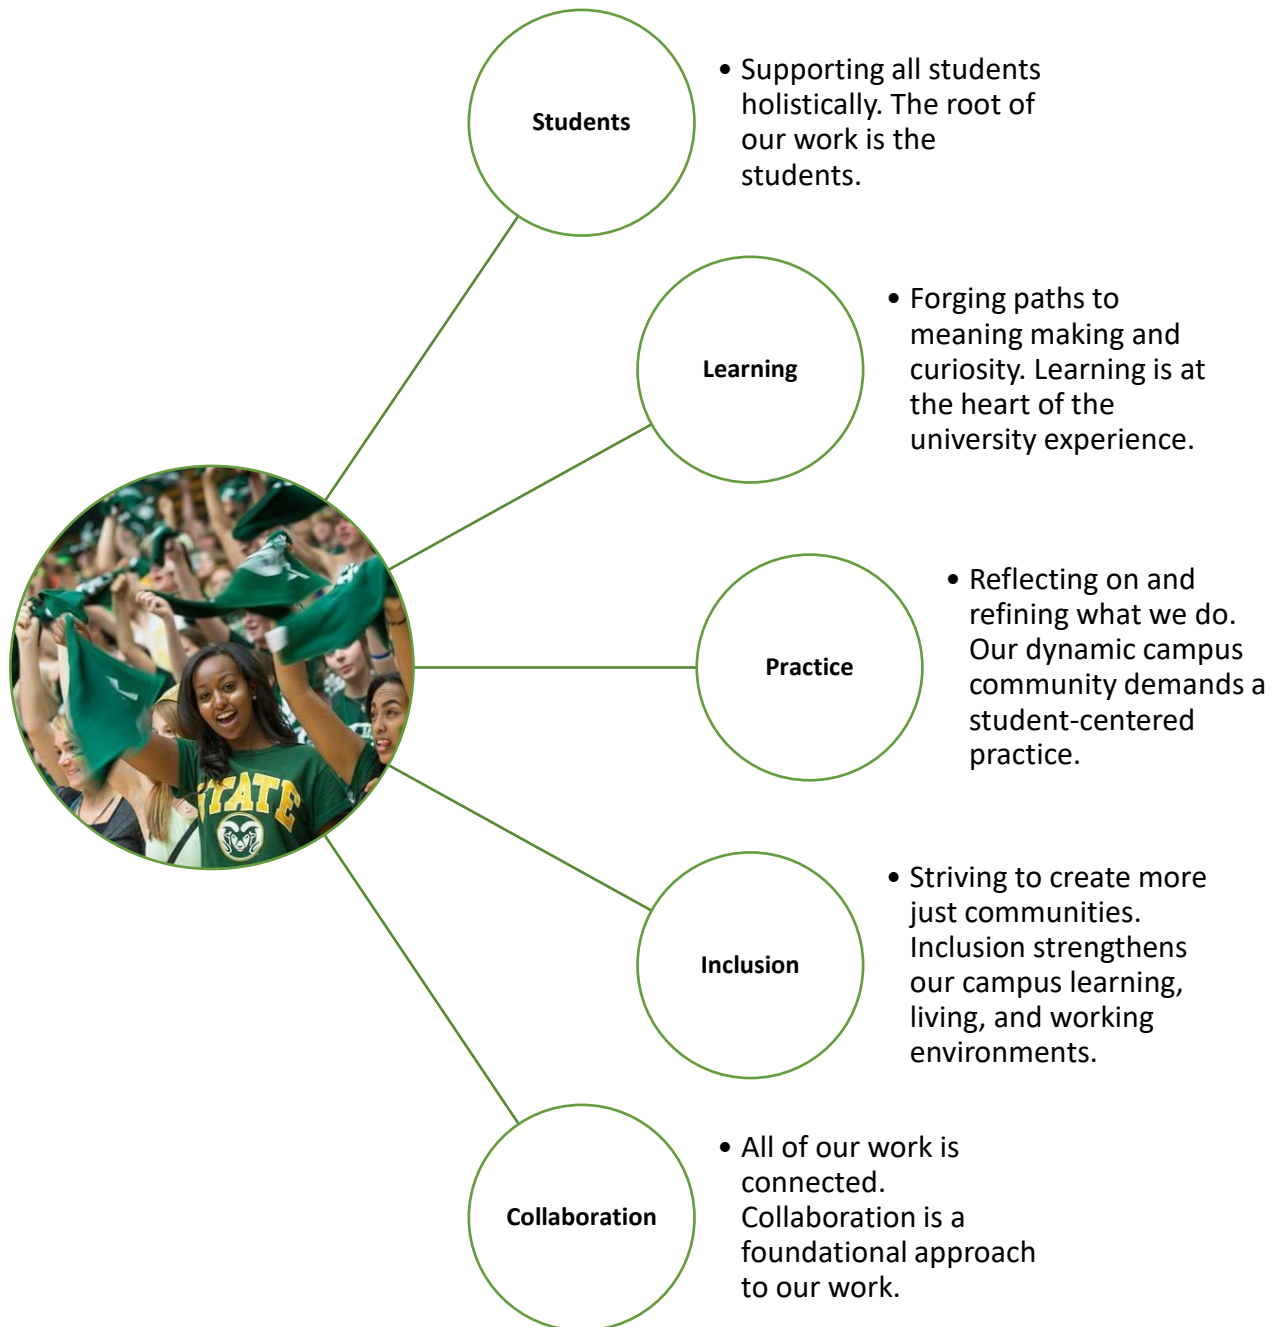 Students
• Supporting all students
holistically. The root of
our work is the
students.
Learning
• Forging paths to
meaning making and
curiosity. Learning is at
the heart of the
university experience.
Practice
• Reflecting on and
refining what we do.
Our dynamic campus
community demands a
student-centered
practice.
STATE
Inclusion
• Striving to create more
just communities.
Inclusion strengthens
our campus learning,
living, and working
environments.
Collaboration
• All of our work is
connected.
Collaboration is a
foundational approach
to our work.